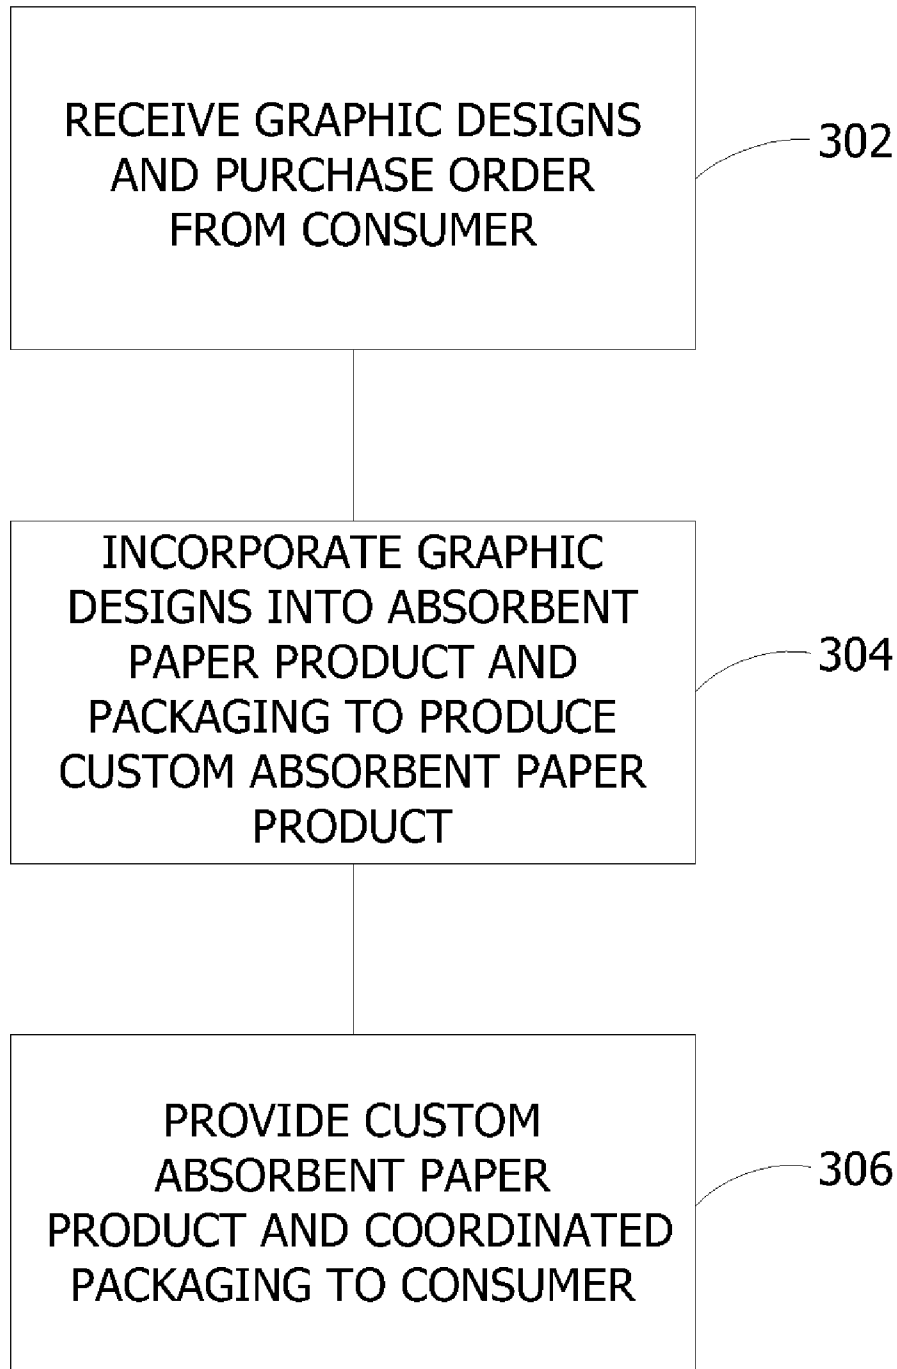 RECEIVE GRAPHIC DESIGNS
AND PURCHASE ORDER
FROM CONSUMER
302
INCORPORATE GRAPHIC
DESIGNS INTO ABSORBENT
PAPER PRODUCT AND
PACKAGING TO PRODUCE
CUSTOM ABSORBENT PAPER
PRODUCT
304
PROVIDE CUSTOM
ABSORBENT PAPER
PRODUCT AND COORDINATED
PACKAGING TO CONSUMER
306